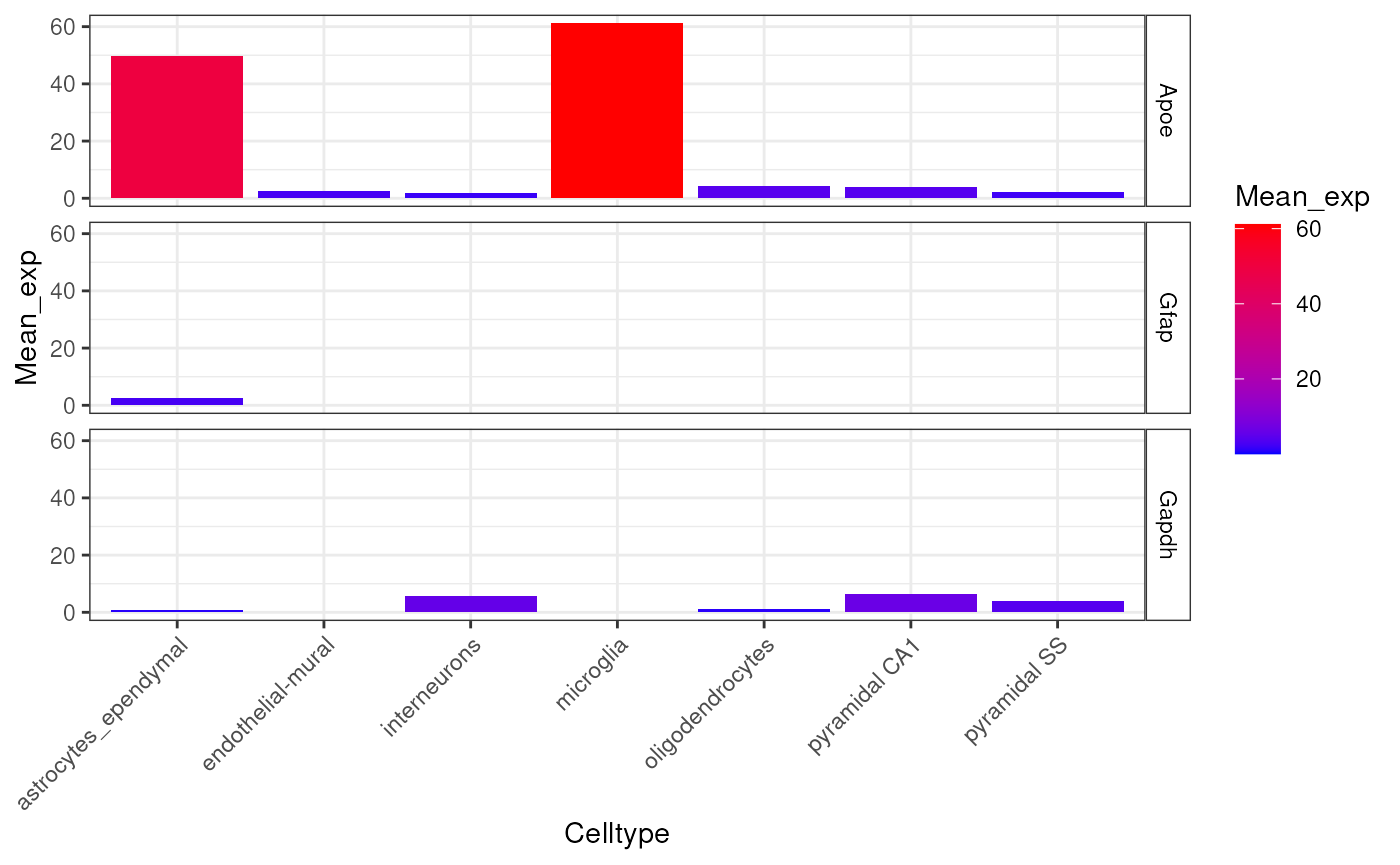 60
40
20
0
Apoe
60
40
20
0
Gfap
60
40
20
0
Gapdh
Mean_exp
astrocytes_ependymal
endothelial-mural
interneurons
microglia
oligodendrocytes
pyramidal CA1
pyramidal SS
Celltype
Mean_exp
60
40
20